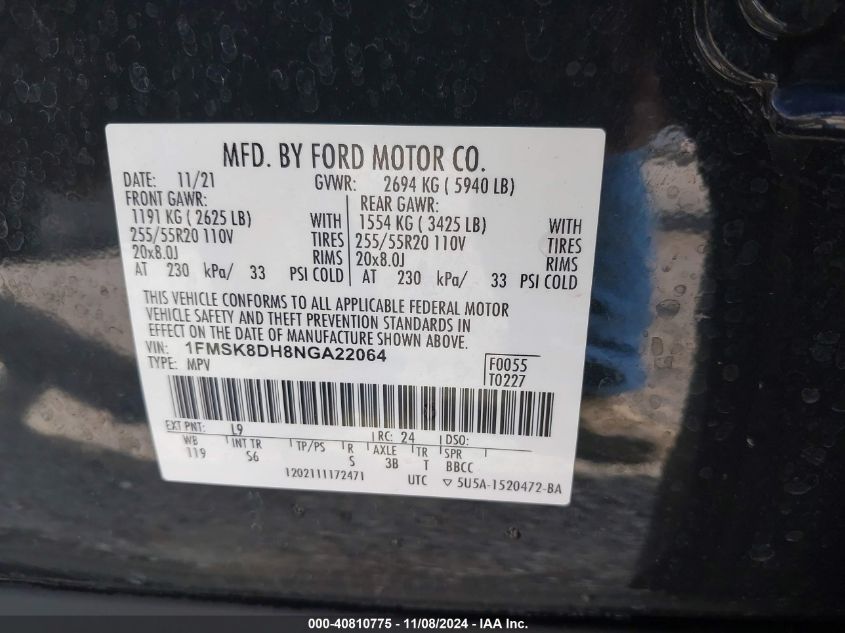 MFD. BY FORD MOTOR CO.
DATE: 11/21 GVWR: 2694 KG ( 5940 LB)
FRONT GAWR: REAR GAWR:
1191 KG ( 2625 LB) WITH 1554 KG ( 3425 LB) WITH
255/55R20 110V TIRES 255/55R20 110V TIRES
20x8.0J RIMS 20x8.0J RIMS
AT 230 kPa/ 33 PSI COLD AT 230 kPa/ 33 PSI COLD
THIS VEHICLE CONFORMS TO ALL APPLICABLE FEDERAL MOTOR
VEHICLE SAFETY AND THEFT PREVENTION STANDARDS IN
EFFECT ON THE DATE OF MANUFACTURE SHOWN ABOVE.
VIN: 1FMSK8DH8NGA22064 F0055
TYPE: MPV T0227
EXT PNT: L9 RC: 24 DSO:
WB INT TR TP/PS R AXLE TR SPR
119 S6 S 3B T BBCC
1202111172471 UTC ▽ 5U5A-1520472-BA
000-40810775 - 11/08/2024 - IAA Inc.